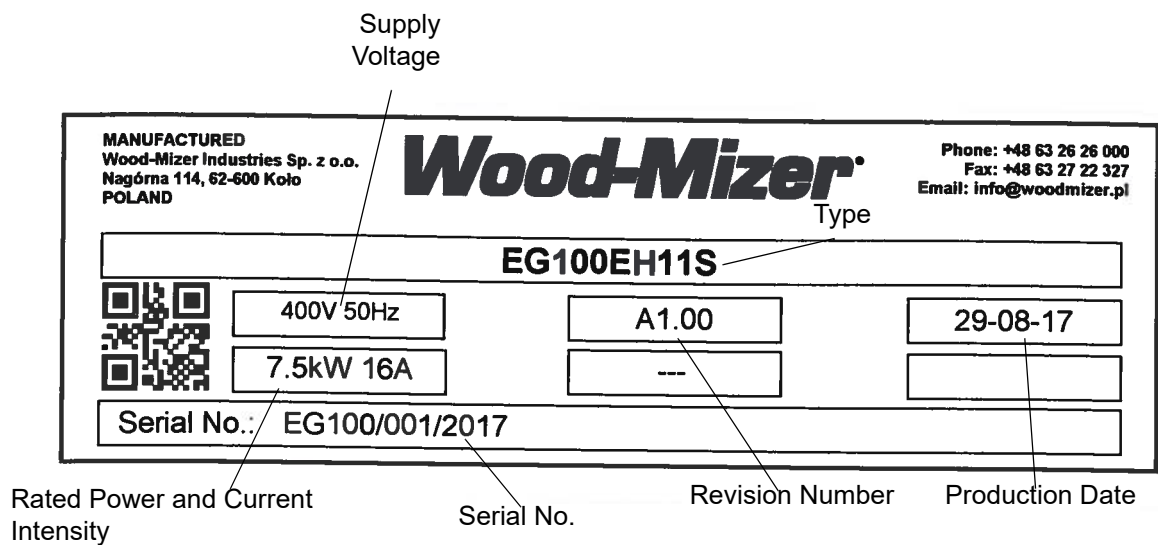 Supply
Voltage
MANUFACTURED
Wood-Mizer Industries Sp. z o.o.
Nagórna 114, 62-600 Koło
POLAND
Wood-Mizer
Phone: +48 63 26 26 000
Fax: +48 63 27 22 327
Email: info@woodmizer.pl
Type
EG100EH11S
400V 50Hz
A1.00
29-08-17
7.5kW 16A
---
Serial No.: EG100/001/2017
Rated Power and Current
Intensity
Serial No.
Revision Number
Production Date